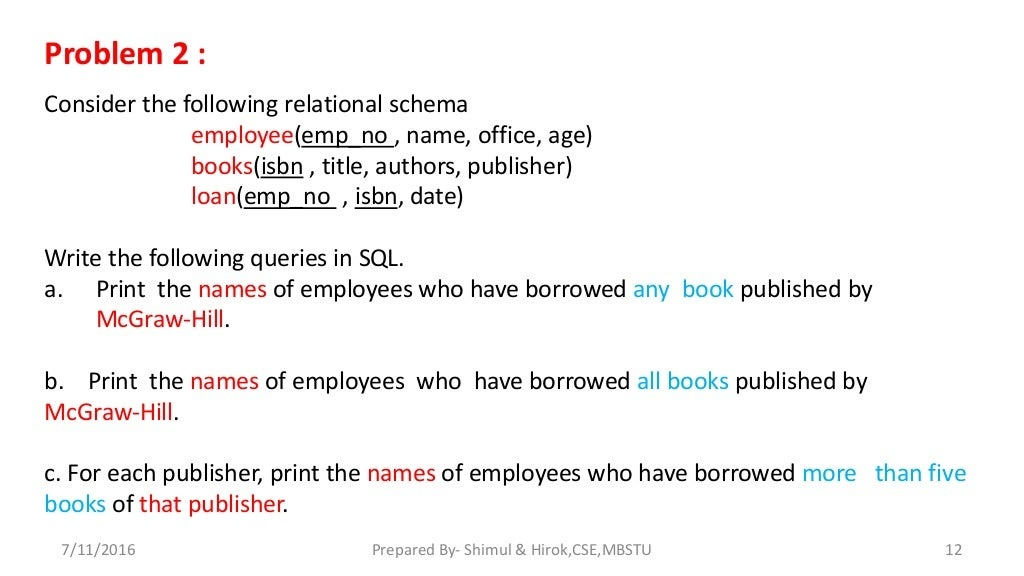 Problem 2 :
Consider the following relational schema
employee(emp_no , name, office, age)
books(isbn , title, authors, publisher)
loan(emp_no , isbn, date)
Write the following queries in SQL.
a. Print the names of employees who have borrowed any book published by
McGraw-Hill.
b. Print the names of employees who have borrowed all books published by
McGraw-Hill.
c. For each publisher, print the names of employees who have borrowed more than five
books of that publisher.
7/11/2016 Prepared By- Shimul & Hirok,CSE,MBSTU 12